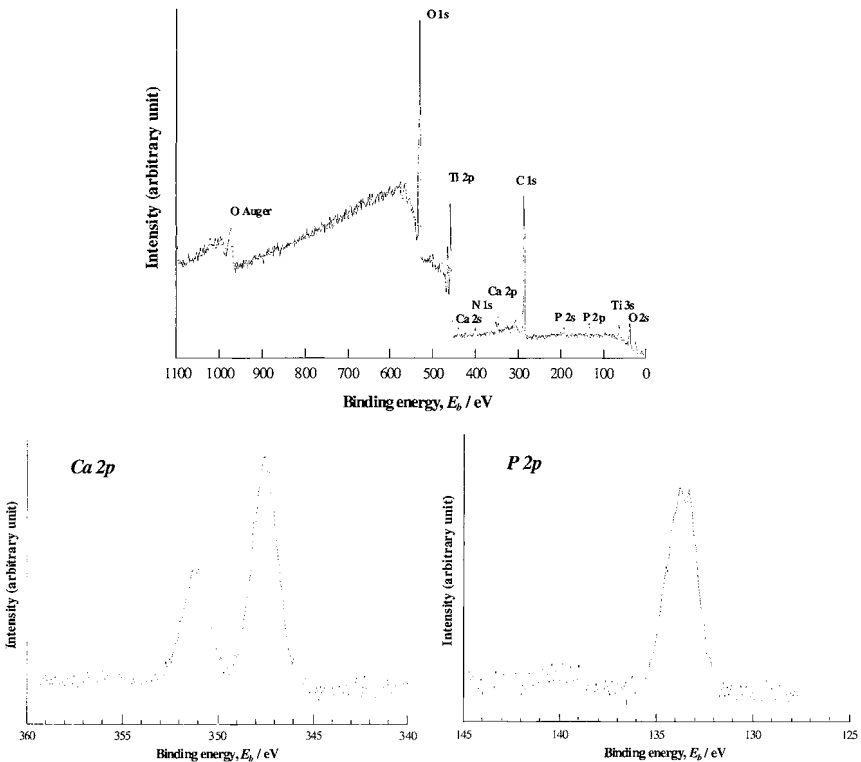 O 1s
Intensity (arbitrary unit)
Ti 2p
C 1s
O Auger
Ca 2p
N 1s
Ca 2s
P 2s
P 2p
Ti 3s
O 2s
1100 1000 900 800 700 600 500 400 300 200 100 0
Binding energy, E_b / eV
Ca 2p
Intensity (arbitrary unit)
360 355 350 345 340
Binding energy, E_b / eV
P 2p
Intensity (arbitrary unit)
145 140 135 130 125
Binding energy, E_b / eV